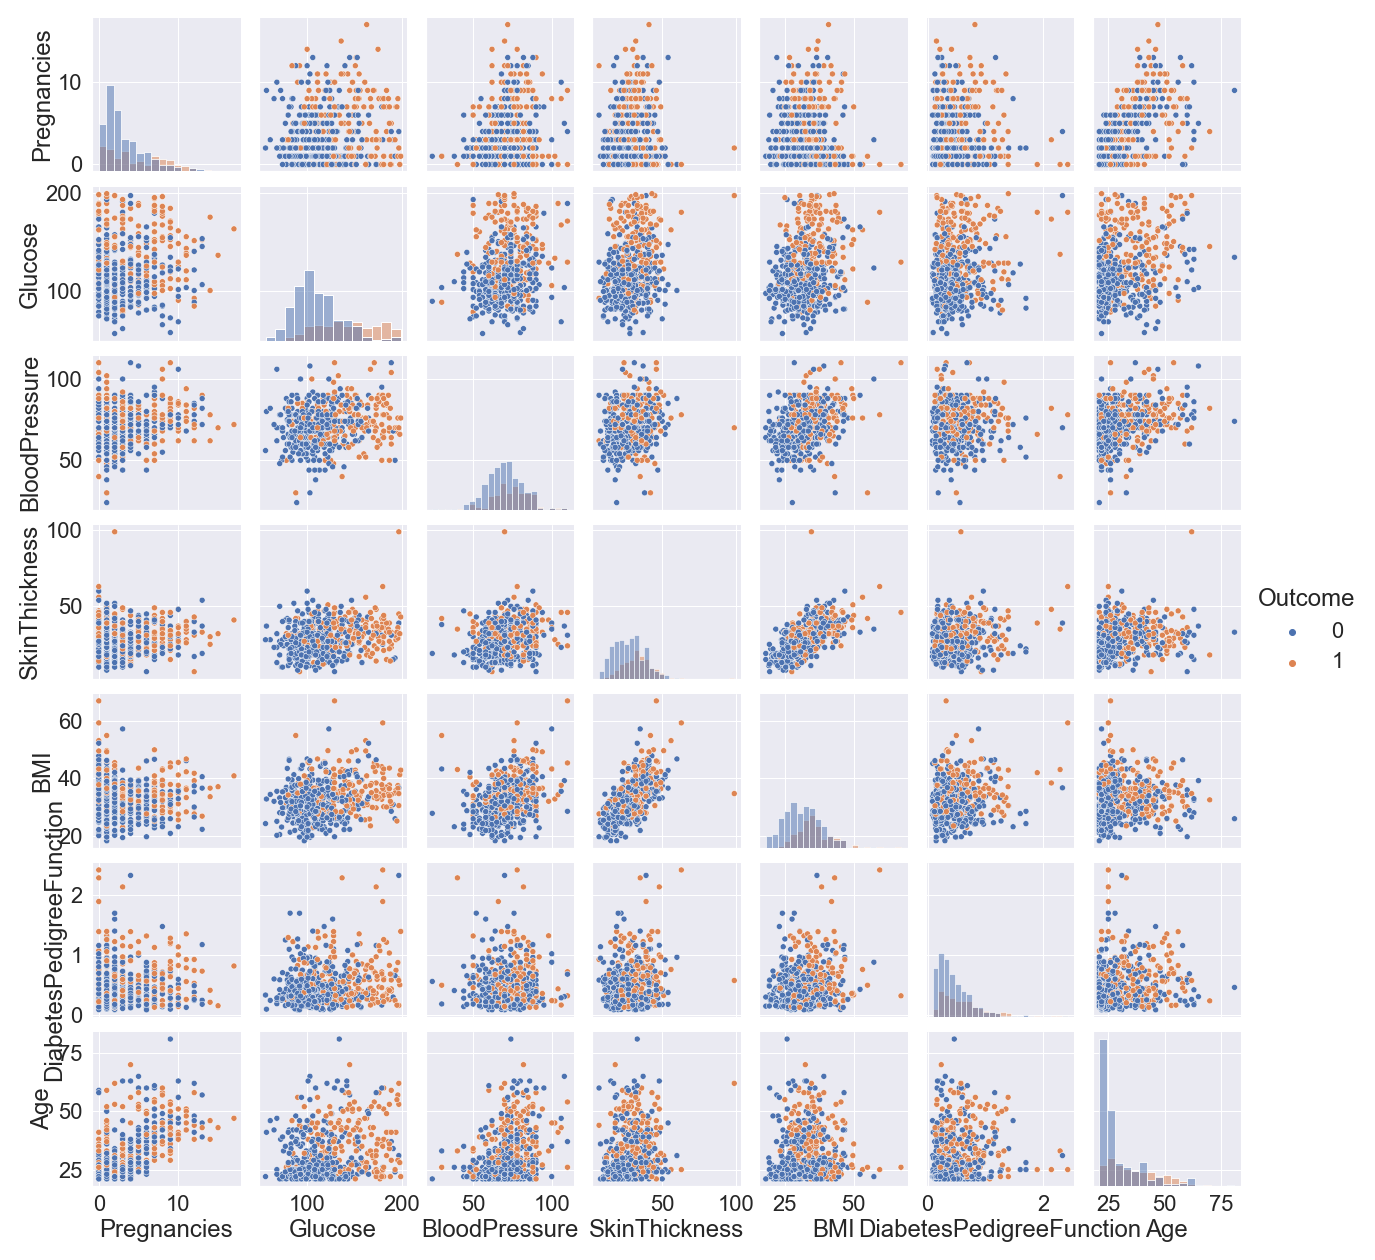 Pregnancies
10
0
Glucose
200
100
BloodPressure
100
50
SkinThickness
100
50
BMI
60
40
20
DiabetesPedigreeFunction
2
1
0
Age
75
50
25
0 10
100 200
50 100
50 100
25 50
0 2
25 50 75
Pregnancies Glucose BloodPressure SkinThickness BMI DiabetesPedigreeFunction Age
Outcome
0
1